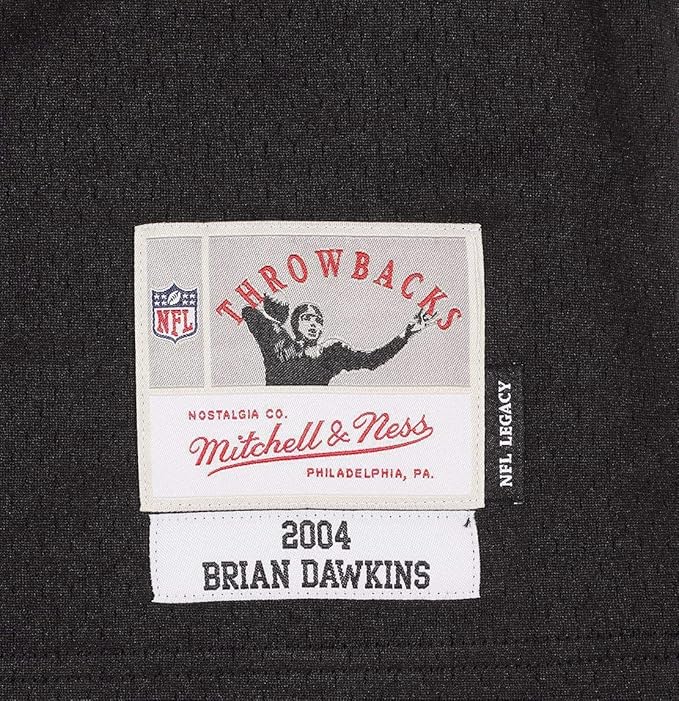 THROWBACKS
NFL
NOSTALGIA CO.
Mitchell & Ness
PHILADELPHIA, PA.
NFL LEGACY
2004
BRIAN DAWKINS